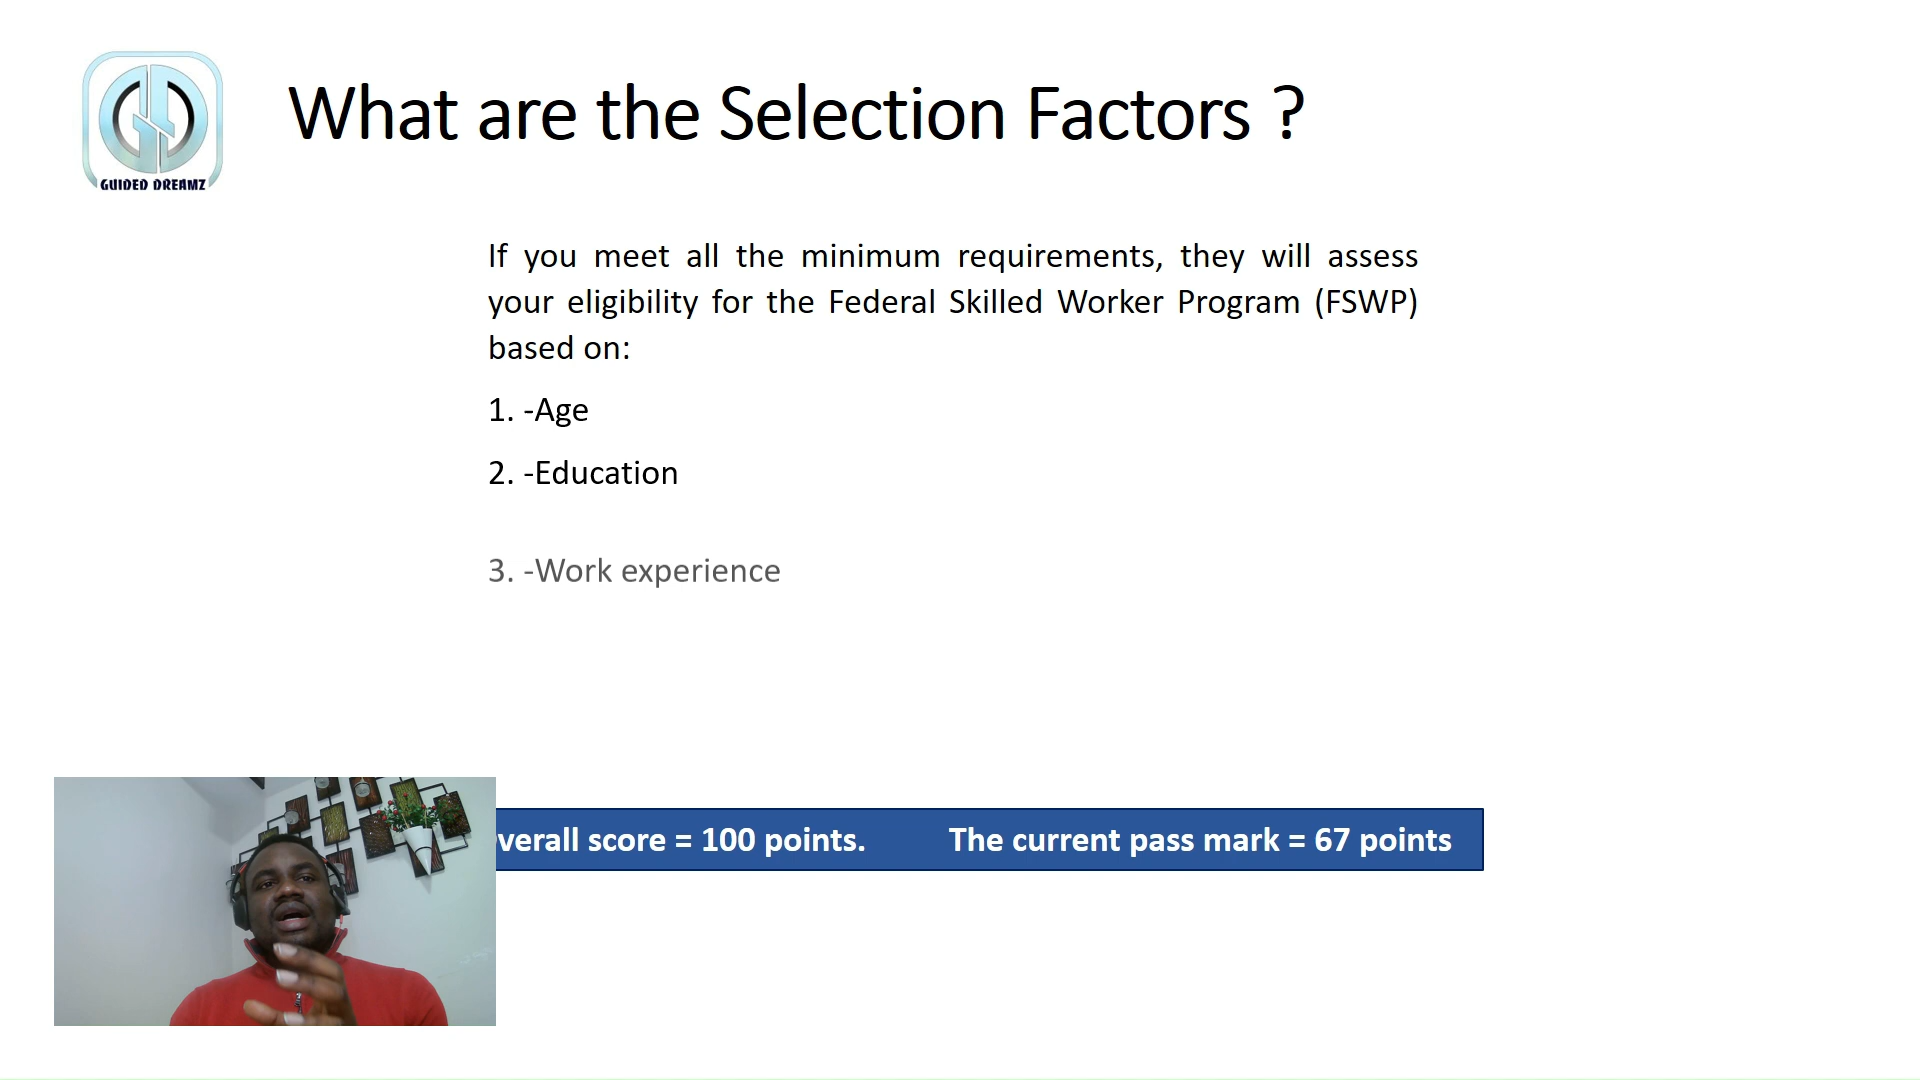 GUIDED DREAMZ
What are the Selection Factors ?
If you meet all the minimum requirements, they will assess
your eligibility for the Federal Skilled Worker Program (FSWP)
based on:
1. -Age
2. -Education
3. -Work experience
verall score = 100 points. The current pass mark = 67 points